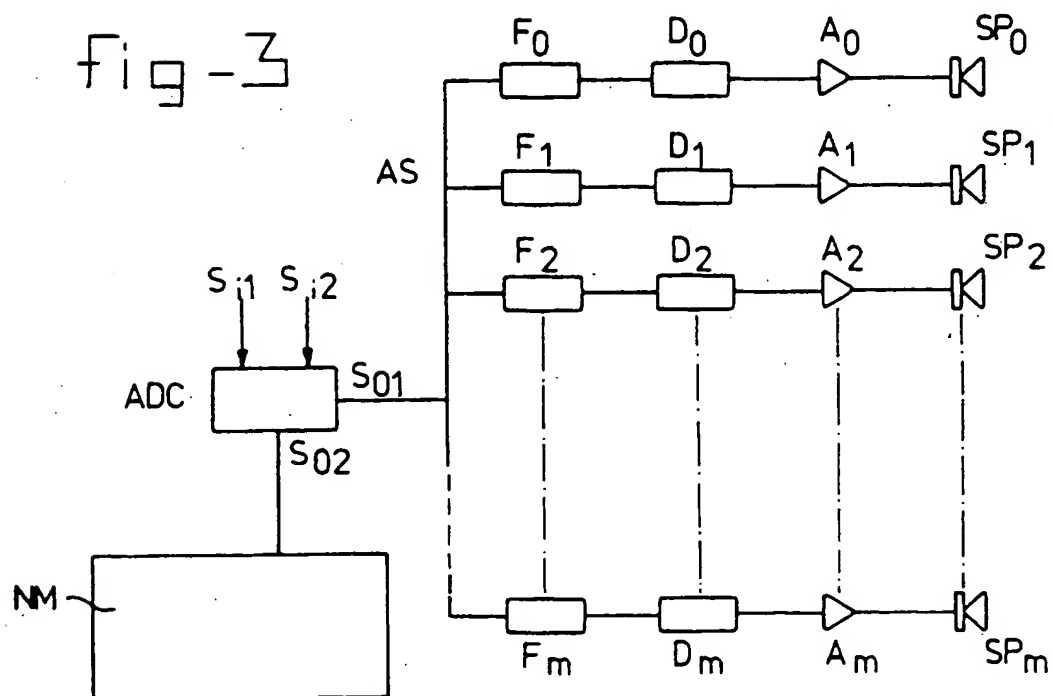 Fig-3
F0 D0 A0 SP0
AS F1 D1 A1 SP1
F2 D2 A2 SP2
Si1 Si2
ADC S01
S02
NM
Fm Dm Am SPm